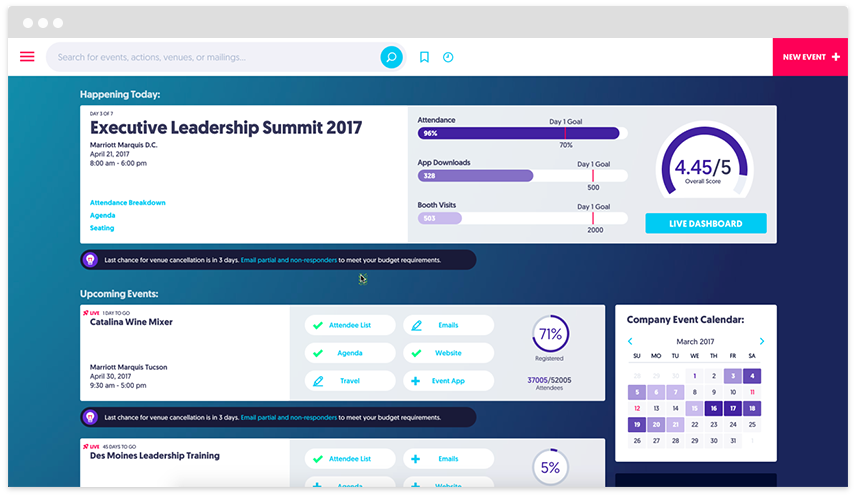 Search for events, actions, venues, or mailings...
NEW EVENT
Happening Today:
DAY 3 OF 7
Executive Leadership Summit 2017
Marriott Marquis D.C.
April 21, 2017
8:00 am - 6:00 pm
Attendance Breakdown
Agenda
Seating
Attendance
Day 1 Goal
96%
70%
App Downloads
Day 1 Goal
328
500
Booth Visits
Day 1 Goal
503
2000
4.45/5
Overall Score
LIVE DASHBOARD
Last chance for venue cancellation is in 3 days. Email partial and non-responders to meet your budget requirements.
Upcoming Events:
LIVE 1 DAY TO GO
Catalina Wine Mixer
Marriott Marquis Tucson
April 30, 2017
9:30 am - 5:00 pm
Attendee List
Emails
Agenda
Website
Travel
Event App
71%
Registered
37005/52005
Attendees
Last chance for venue cancellation is in 3 days. Email partial and non-responders to meet your budget requirements.
LIVE 45 DAYS TO GO
Des Moines Leadership Training
Attendee List
Emails
Agenda
Website
5%
Company Event Calendar:
March 2017
SU MO TU WE TH FR SA
28 29 30 1 2 3 4
5 6 7 8 9 10 11
12 13 14 15 16 17 18
19 20 21 22 23 24 25
26 27 28 29 30 31 1